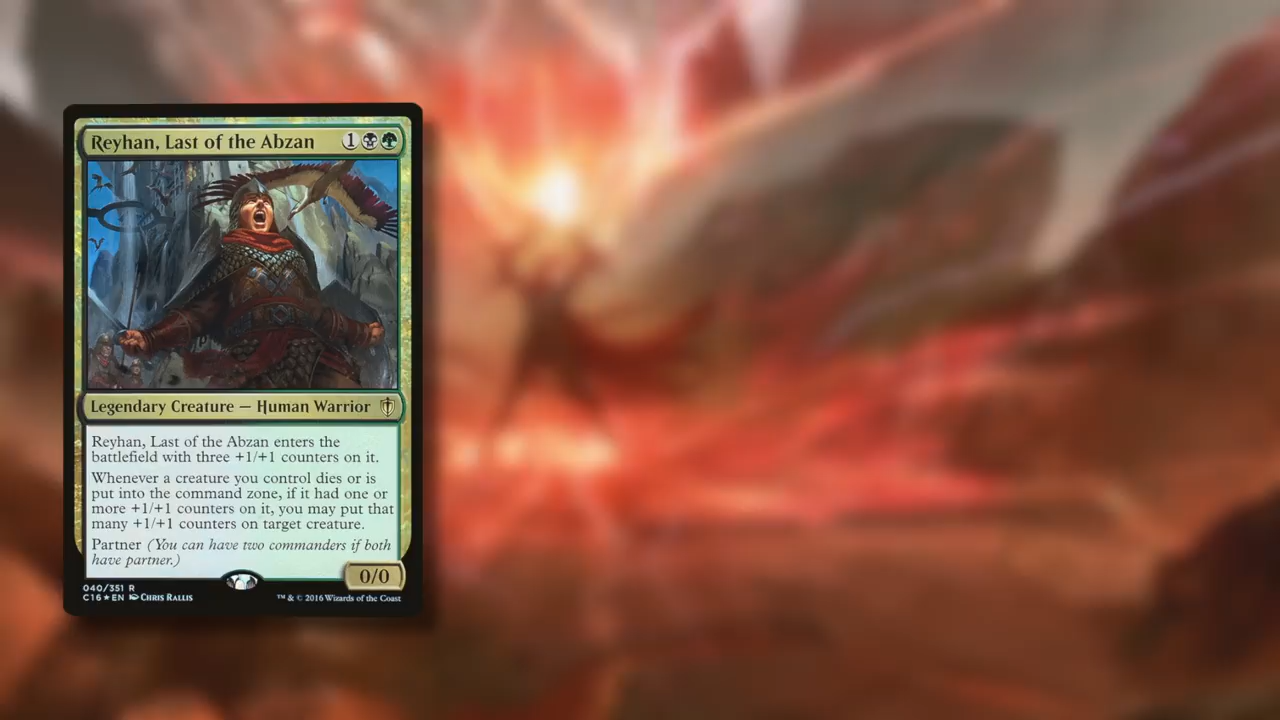 Reyhan, Last of the Abzan 1
Legendary Creature — Human Warrior
Reyhan, Last of the Abzan enters the
battlefield with three +1/+1 counters on it.
Whenever a creature you control dies or is
put into the command zone, if it had one or
more +1/+1 counters on it, you may put that
many +1/+1 counters on target creature.
Partner (You can have two commanders if both
have partner.)
0/0
040/351 R
C16★EN Chris Rallis
™ & © 2016 Wizards of the Coast